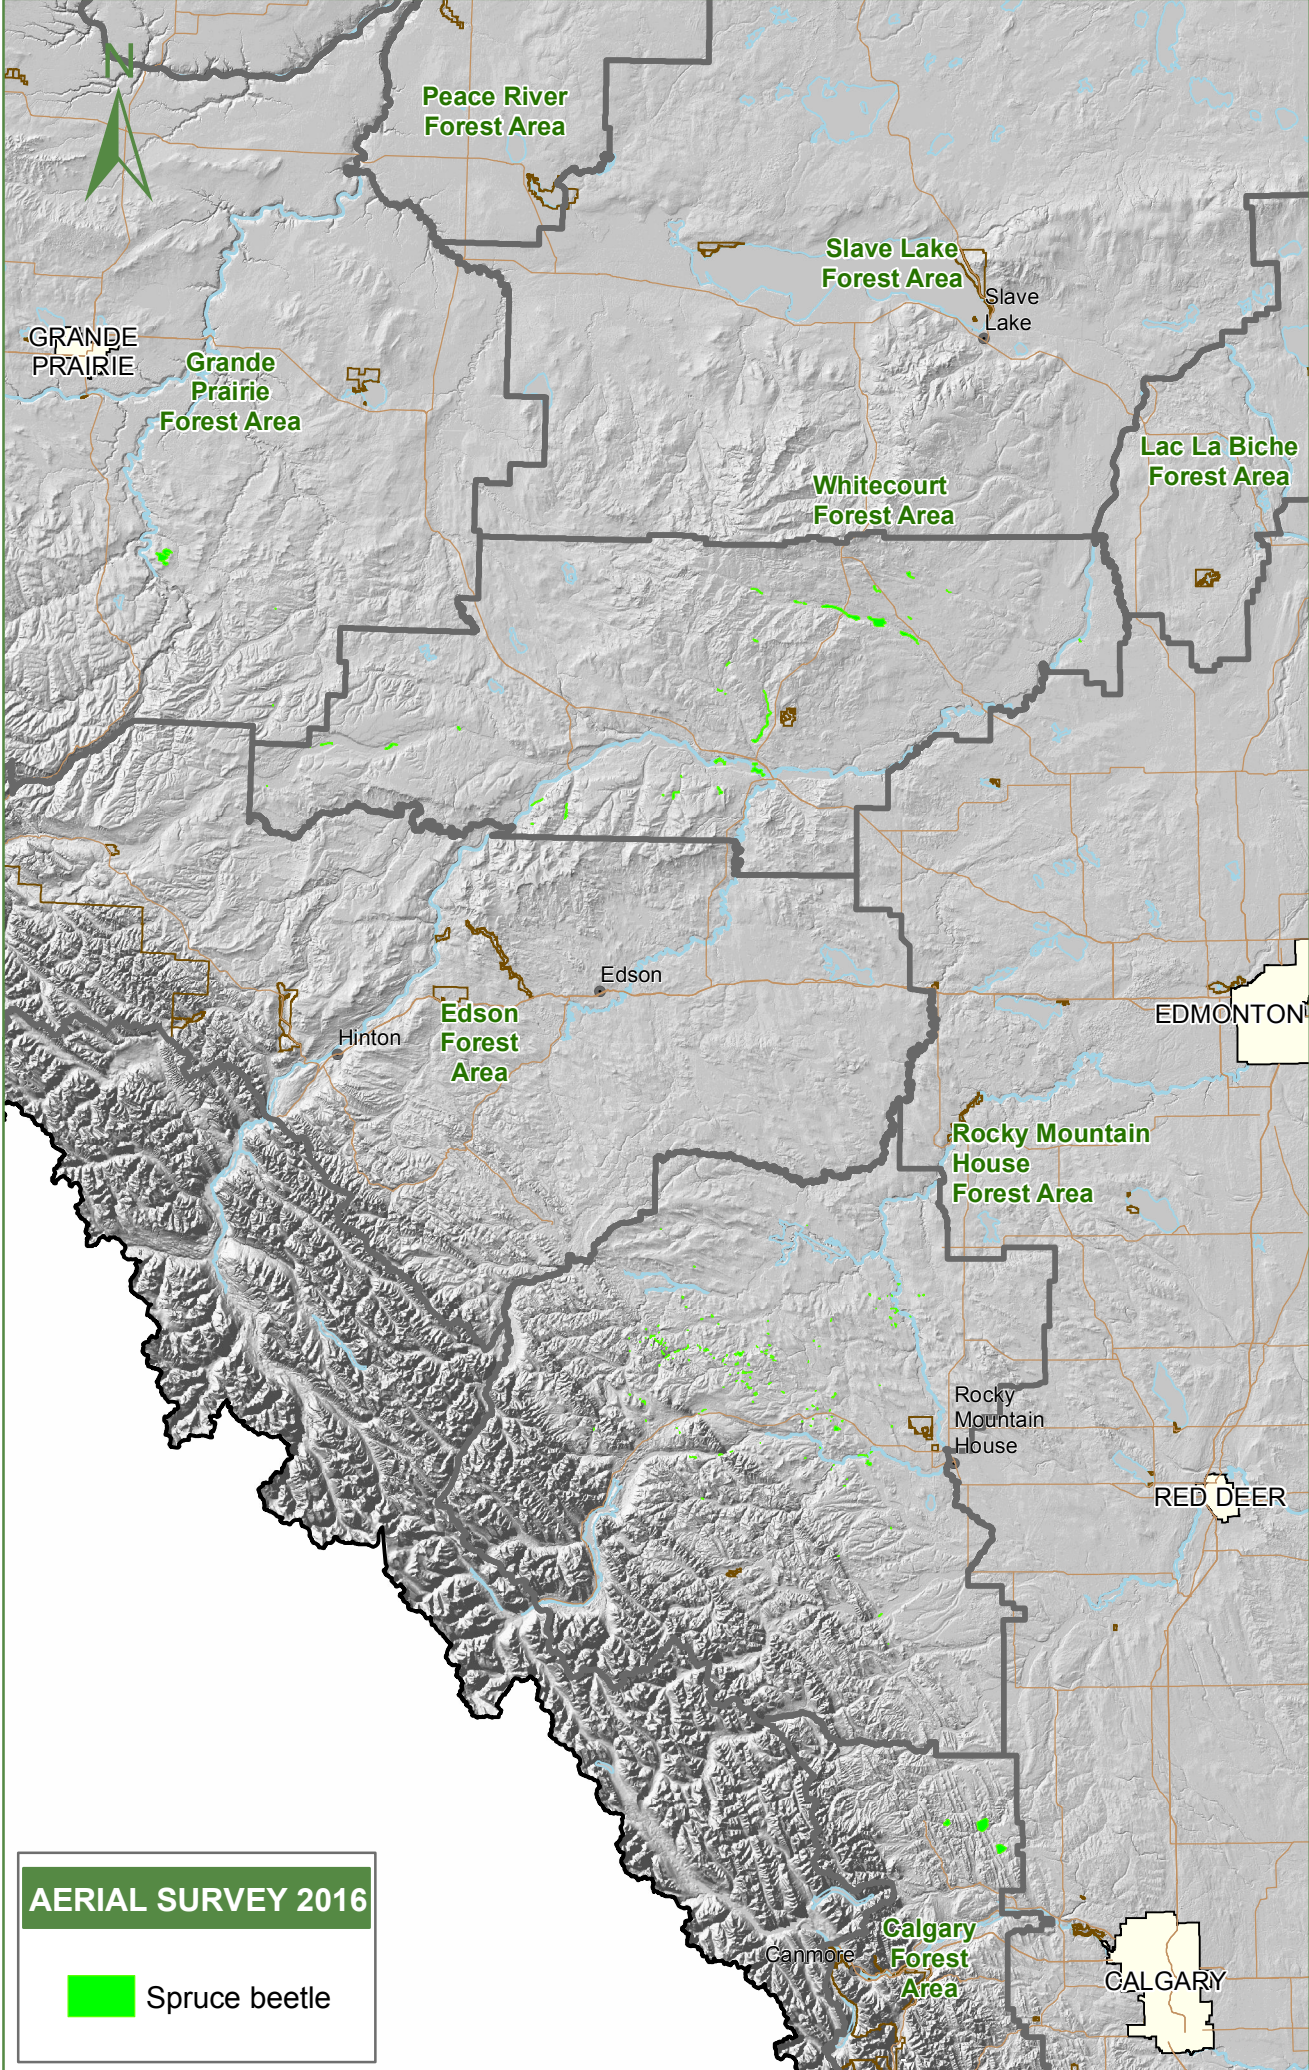 N
Peace River
Forest Area
Slave Lake
Forest Area
Slave
Lake
GRANDE
PRAIRIE
Grande
Prairie
Forest Area
Lac La Biche
Forest Area
Whitecourt
Forest Area
Edson
Hinton
Edson
Forest
Area
EDMONTON
Rocky Mountain
House
Forest Area
Rocky
Mountain
House
RED DEER
Calgary
Forest
Area
Canmore
CALGARY
AERIAL SURVEY 2016
Spruce beetle